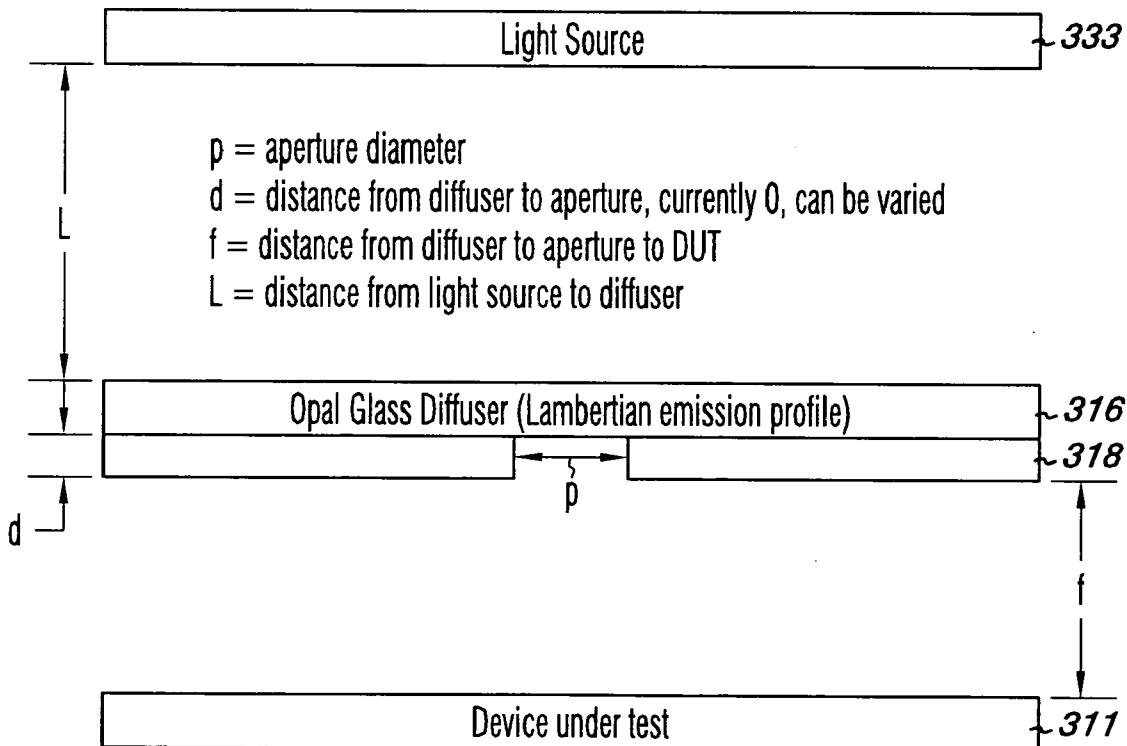 Light Source
333
L
p = aperture diameter
d = distance from diffuser to aperture, currently 0, can be varied
f = distance from diffuser to aperture to DUT
L = distance from light source to diffuser
Opal Glass Diffuser (Lambertian emission profile)
316
318
p
d
f
Device under test
311